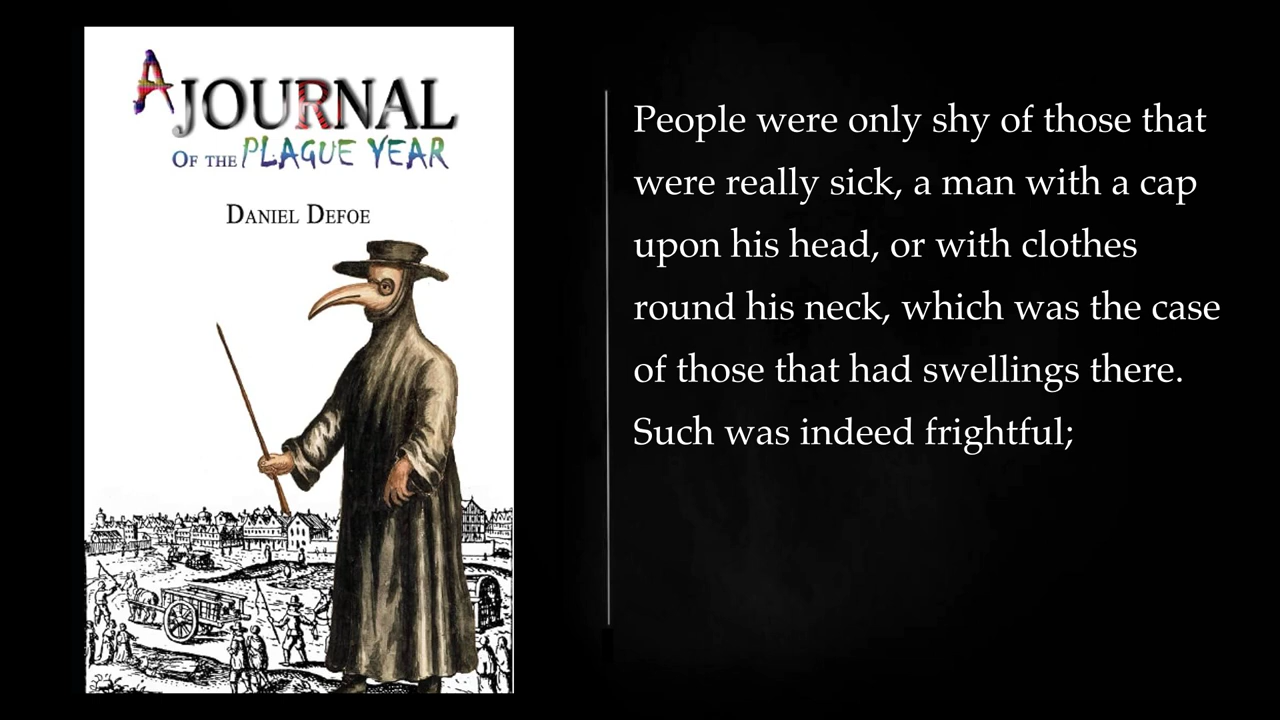 A JOURNAL
OF THE PLAGUE YEAR
DANIEL DEFOE
People were only shy of those that
were really sick, a man with a cap
upon his head, or with clothes
round his neck, which was the case
of those that had swellings there.
Such was indeed frightful;